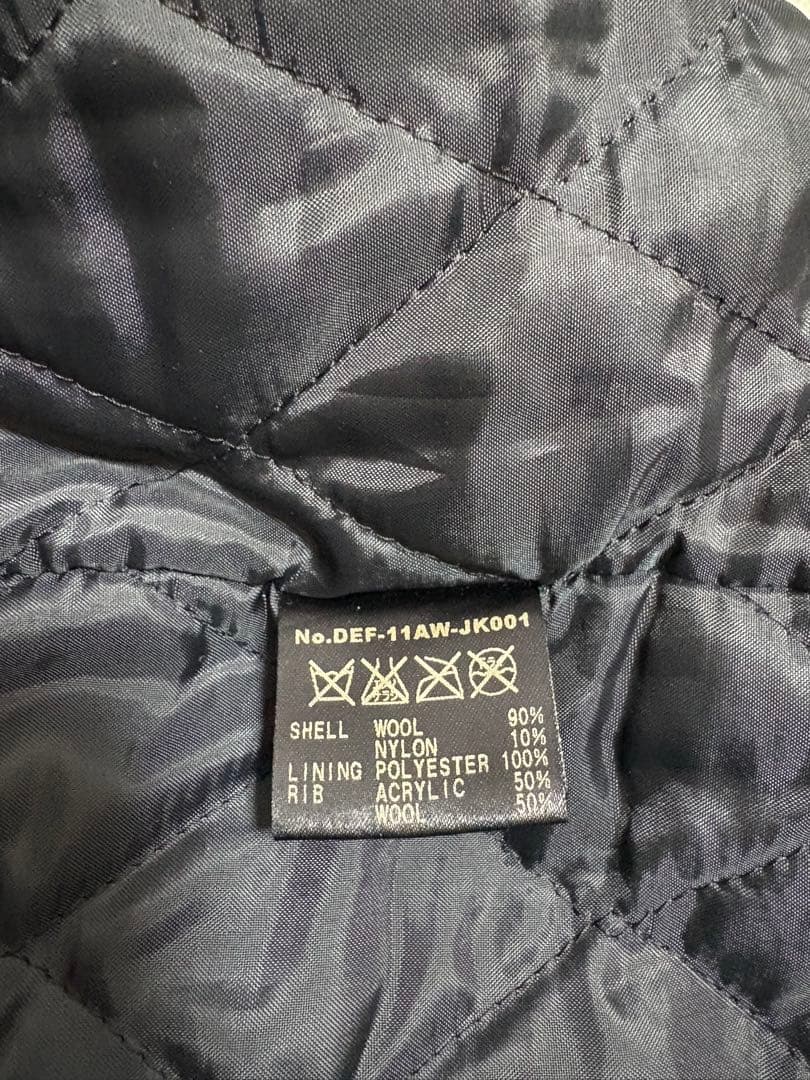 No.DEF-11AW-JK001
SHELL WOOL 90%
NYLON 10%
LINING POLYESTER 100%
RIB ACRYLIC 50%
WOOL 50%